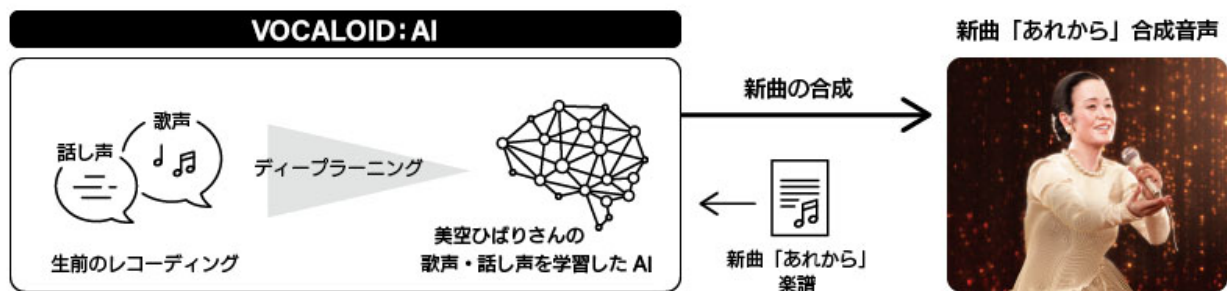 VOCALOID:AI
歌声
話し声
ディープラーニング
生前のレコーディング
美空ひばりさんの
歌声・話し声を学習した AI
新曲の合成
新曲「あれから」
楽譜
新曲「あれから」合成音声